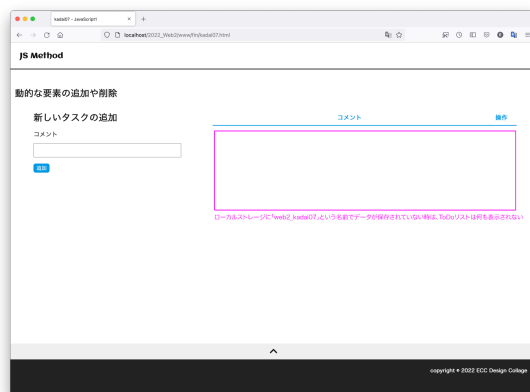 kadai07 - JavaScript1
localhost/2022_Web2/www/fin/kadai07.html
JS Method
動的な要素の追加や削除
新しいタスクの追加
コメント
追加
コメント 操作
ローカルストレージに「web2_kadai07」という名前でデータが保存されていない時は、ToDoリストは何も表示されない
copyright © 2022 ECC Design Collage